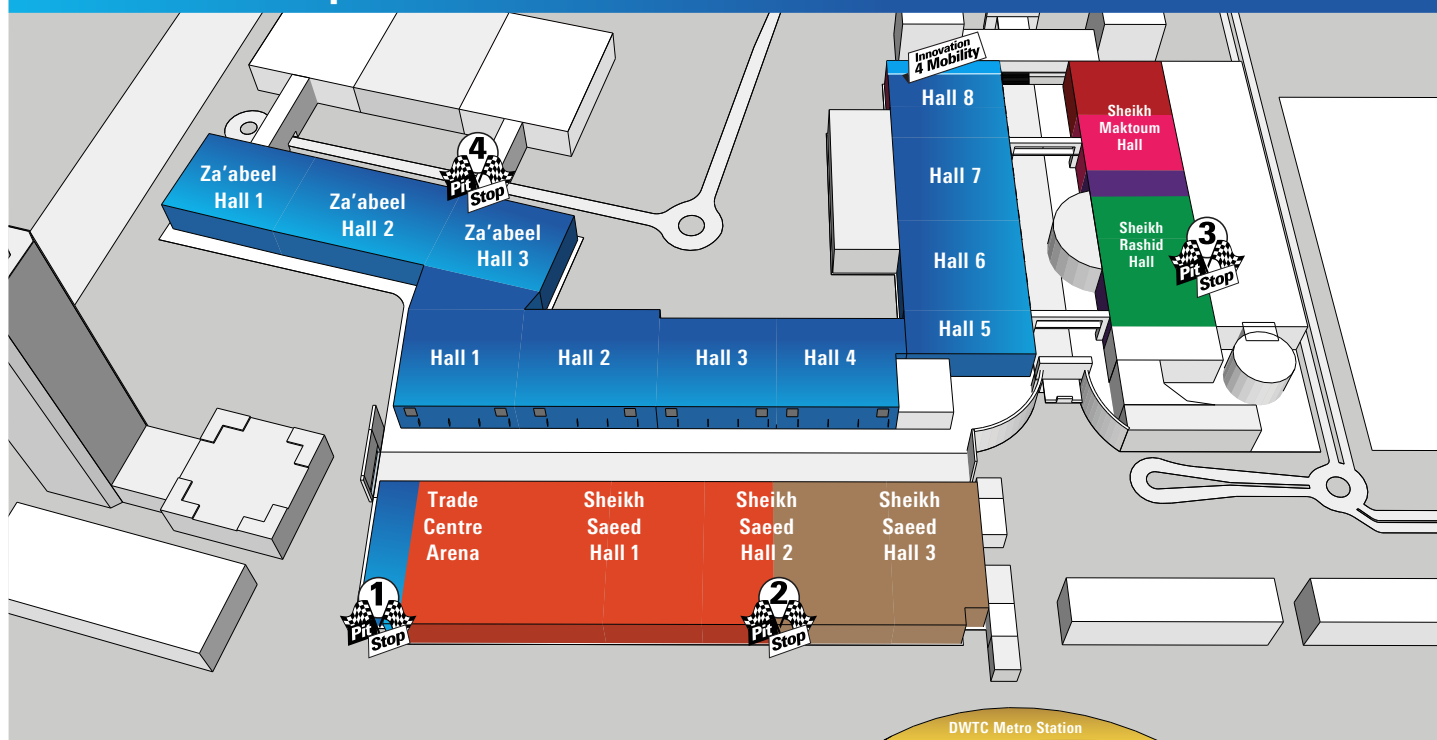 Innovation
4 Mobility
Hall 8
Sheikh
Maktoum
Hall
4
Pit
Stop
Za'abeel
Hall 1
Za'abeel
Hall 2
Za'abeel
Hall 3
Hall 7
Sheikh
Rashid
Hall
3
Pit
Stop
Hall 6
Hall 5
Hall 1
Hall 2
Hall 3
Hall 4
Trade
Centre
Arena
Sheikh
Saeed
Hall 1
Sheikh
Saeed
Hall 2
Sheikh
Saeed
Hall 3
1
Pit
Stop
2
Pit
Stop
DWTC Metro Station